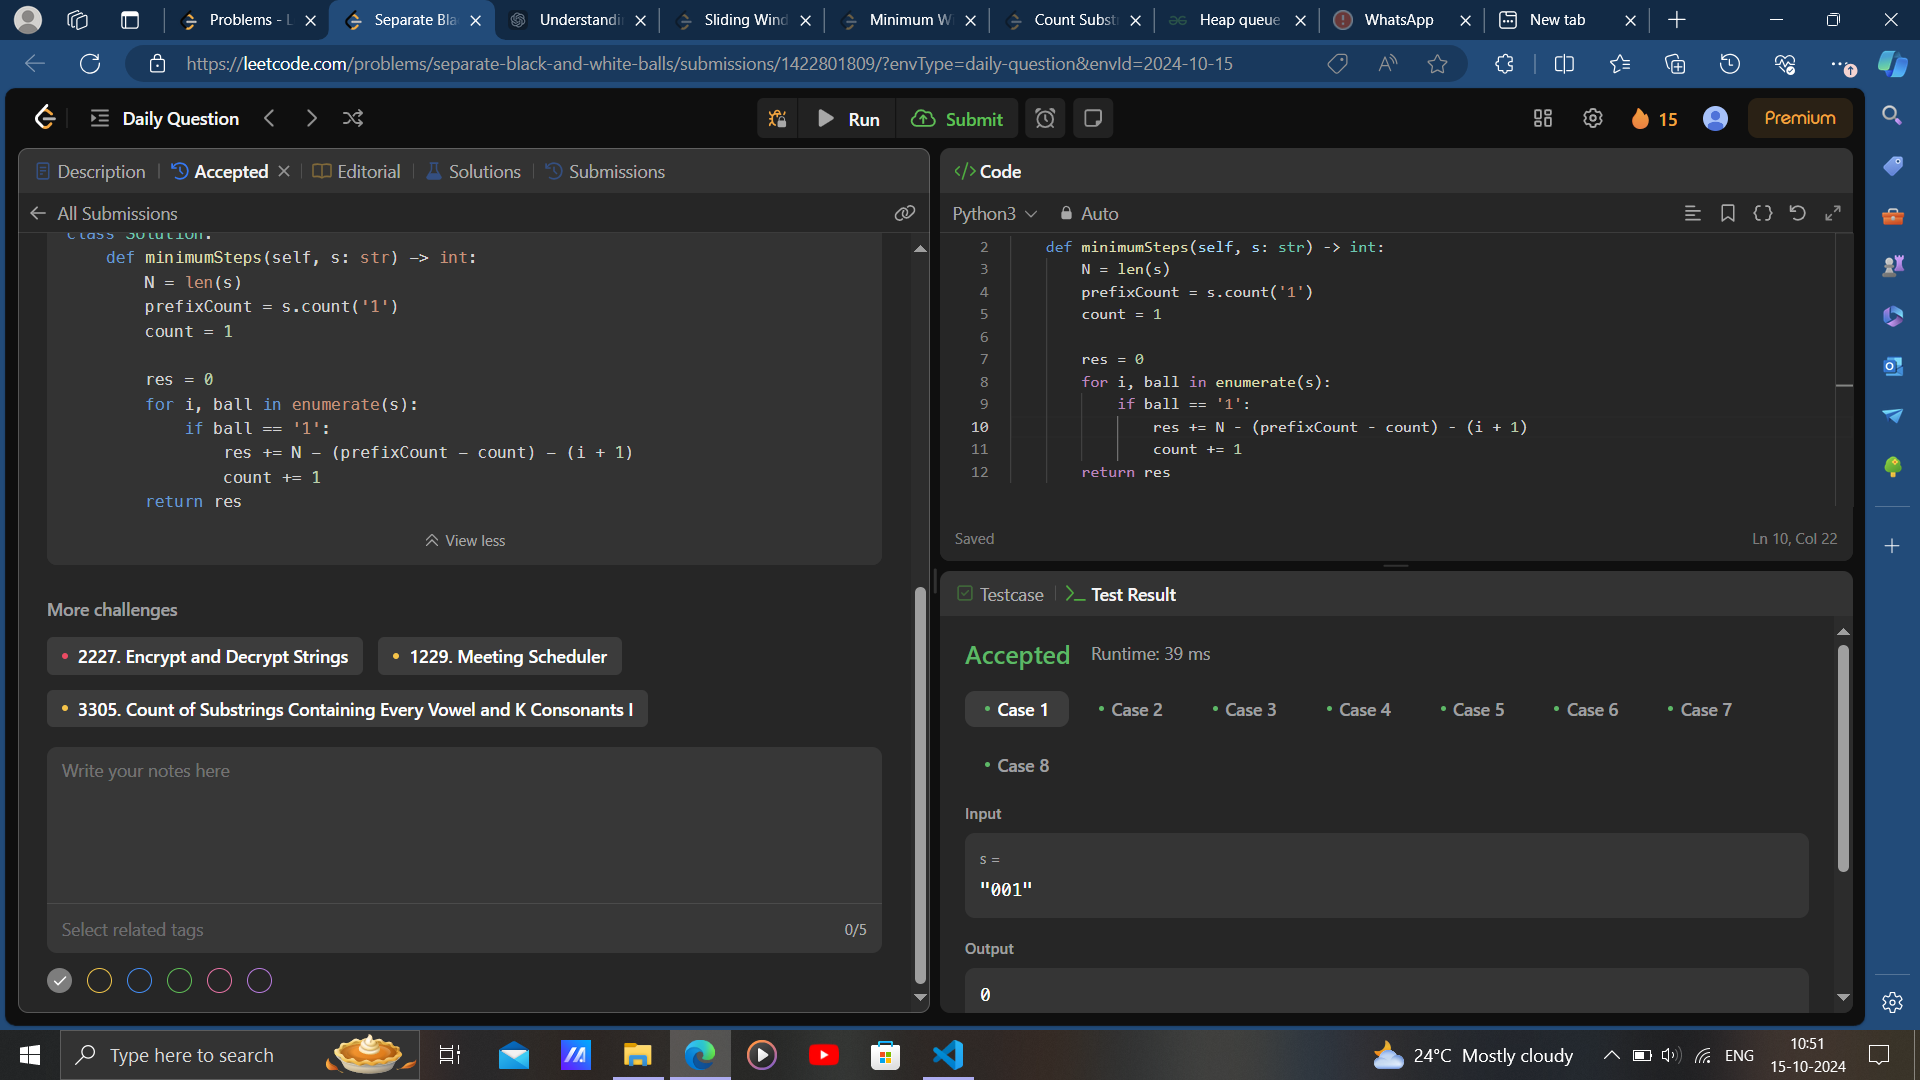 Problems - L
Separate Bla
Understandin
Sliding Wind
Minimum W
Count Subst
Heap queue
WhatsApp
New tab
https://leetcode.com/problems/separate-black-and-white-balls/submissions/1422801809/?envType=daily-question&envId=2024-10-15
Daily Question
Run
Submit
15
Premium
Description
Accepted
Editorial
Solutions
Submissions
All Submissions
class Solution:
def minimumSteps(self, s: str) -> int:
N = len(s)
prefixCount = s.count('1')
count = 1
res = 0
for i, ball in enumerate(s):
if ball == '1':
res += N - (prefixCount - count) - (i + 1)
count += 1
return res
View less
More challenges
2227. Encrypt and Decrypt Strings
1229. Meeting Scheduler
3305. Count of Substrings Containing Every Vowel and K Consonants I
Write your notes here
Select related tags
0/5
</> Code
Python3
Auto
2 def minimumSteps(self, s: str) -> int:
3 N = len(s)
4 prefixCount = s.count('1')
5 count = 1
6
7 res = 0
8 for i, ball in enumerate(s):
9 if ball == '1':
10 res += N - (prefixCount - count) - (i + 1)
11 count += 1
12 return res
Saved
Ln 10, Col 22
Testcase
Test Result
Accepted
Runtime: 39 ms
Case 1
Case 2
Case 3
Case 4
Case 5
Case 6
Case 7
Case 8
Input
s =
"001"
Output
0
Type here to search
24°C Mostly cloudy
ENG
10:51
15-10-2024